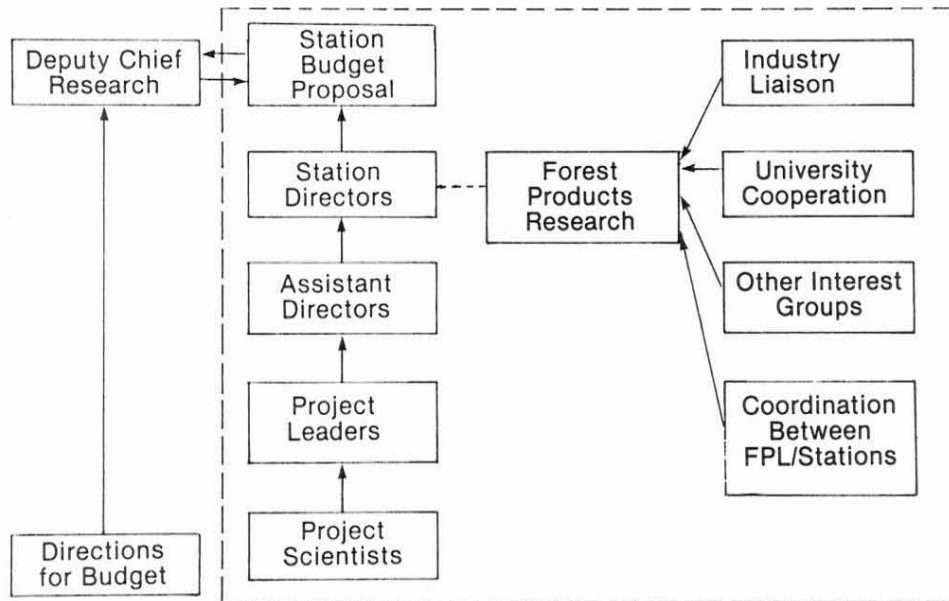 Deputy Chief
Research
Station
Budget
Proposal
Industry
Liaison
Station
Directors
Forest
Products
Research
University
Cooperation
Assistant
Directors
Other Interest
Groups
Project
Leaders
Coordination
Between
FPL/Stations
Directions
for Budget
Project
Scientists